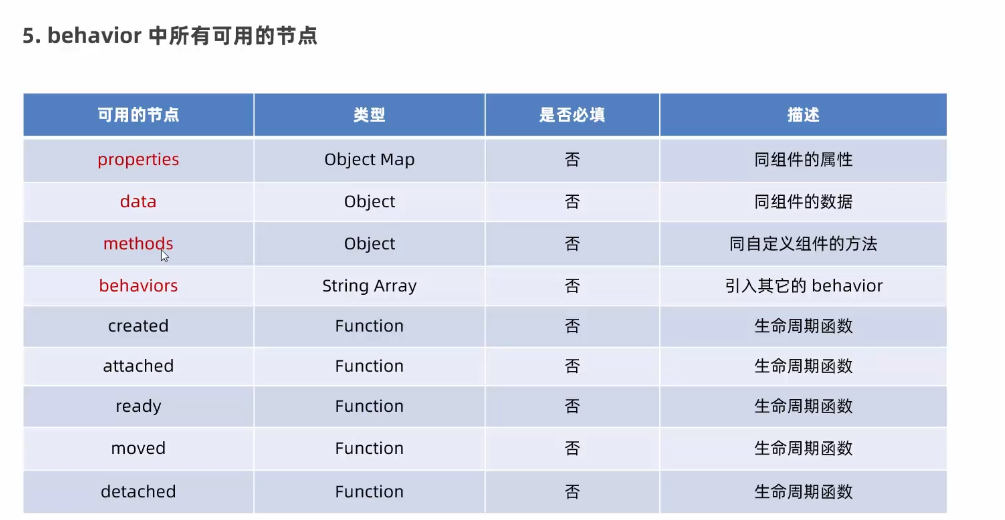 5. behavior 中所有可用的节点
可用的节点 类型 是否必填 描述
properties Object Map 否 同组件的属性
data Object 否 同组件的数据
methods Object 否 同自定义组件的方法
behaviors String Array 否 引入其它的 behavior
created Function 否 生命周期函数
attached Function 否 生命周期函数
ready Function 否 生命周期函数
moved Function 否 生命周期函数
detached Function 否 生命周期函数